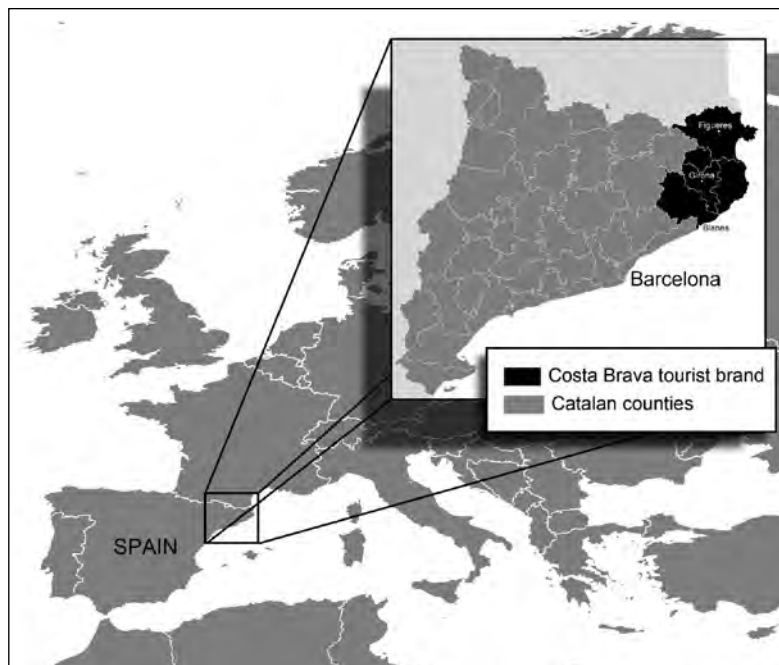 Figueres
Girona
Blanes
Barcelona
Costa Brava tourist brand
Catalan counties
SPAIN